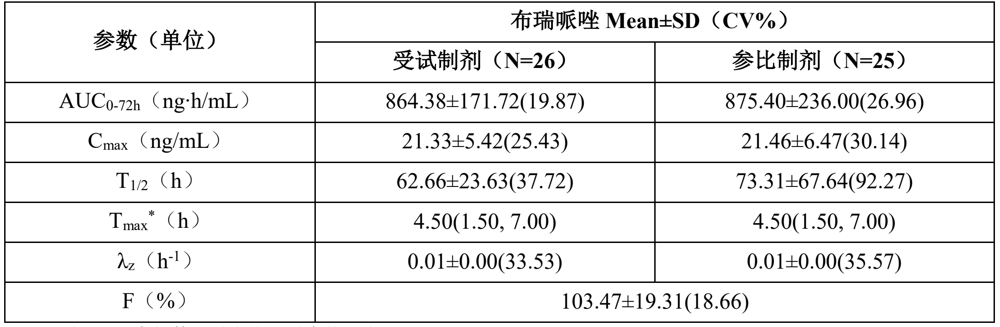 参数（单位）
布瑞哌唑 Mean±SD（CV%）
受试制剂（N=26）
参比制剂（N=25）
AUC0-72h（ng·h/mL）
864.38±171.72(19.87)
875.40±236.00(26.96)
Cmax（ng/mL）
21.33±5.42(25.43)
21.46±6.47(30.14)
T1/2（h）
62.66±23.63(37.72)
73.31±67.64(92.27)
Tmax*（h）
4.50(1.50, 7.00)
4.50(1.50, 7.00)
λz（h-1）
0.01±0.00(33.53)
0.01±0.00(35.57)
F（%）
103.47±19.31(18.66)